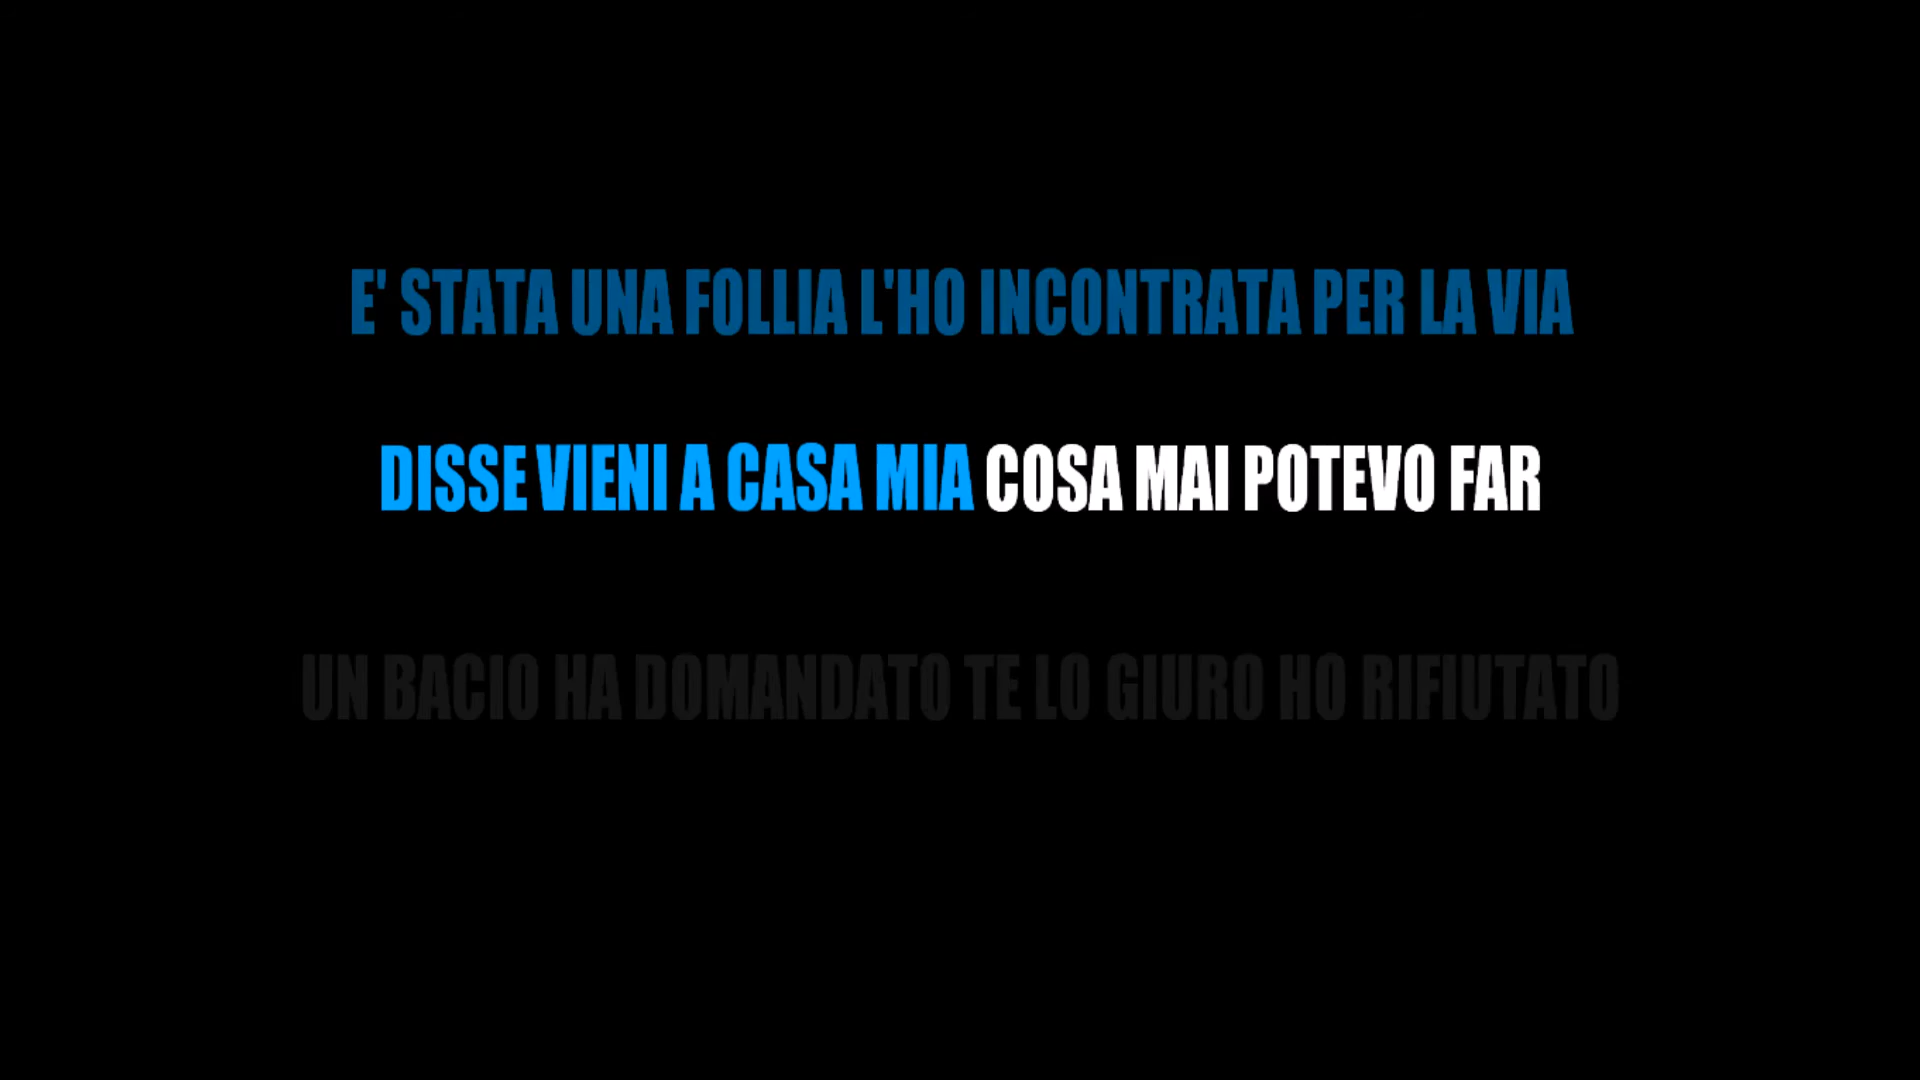 E' STATA UNA FOLLIA L'HO INCONTRATA PER LA VIA
DISSE VIENI A CASA MIA COSA MAI POTEVO FAR
UN BACIO HA DOMANDATO TE LO GIURO HO RIFIUTATO